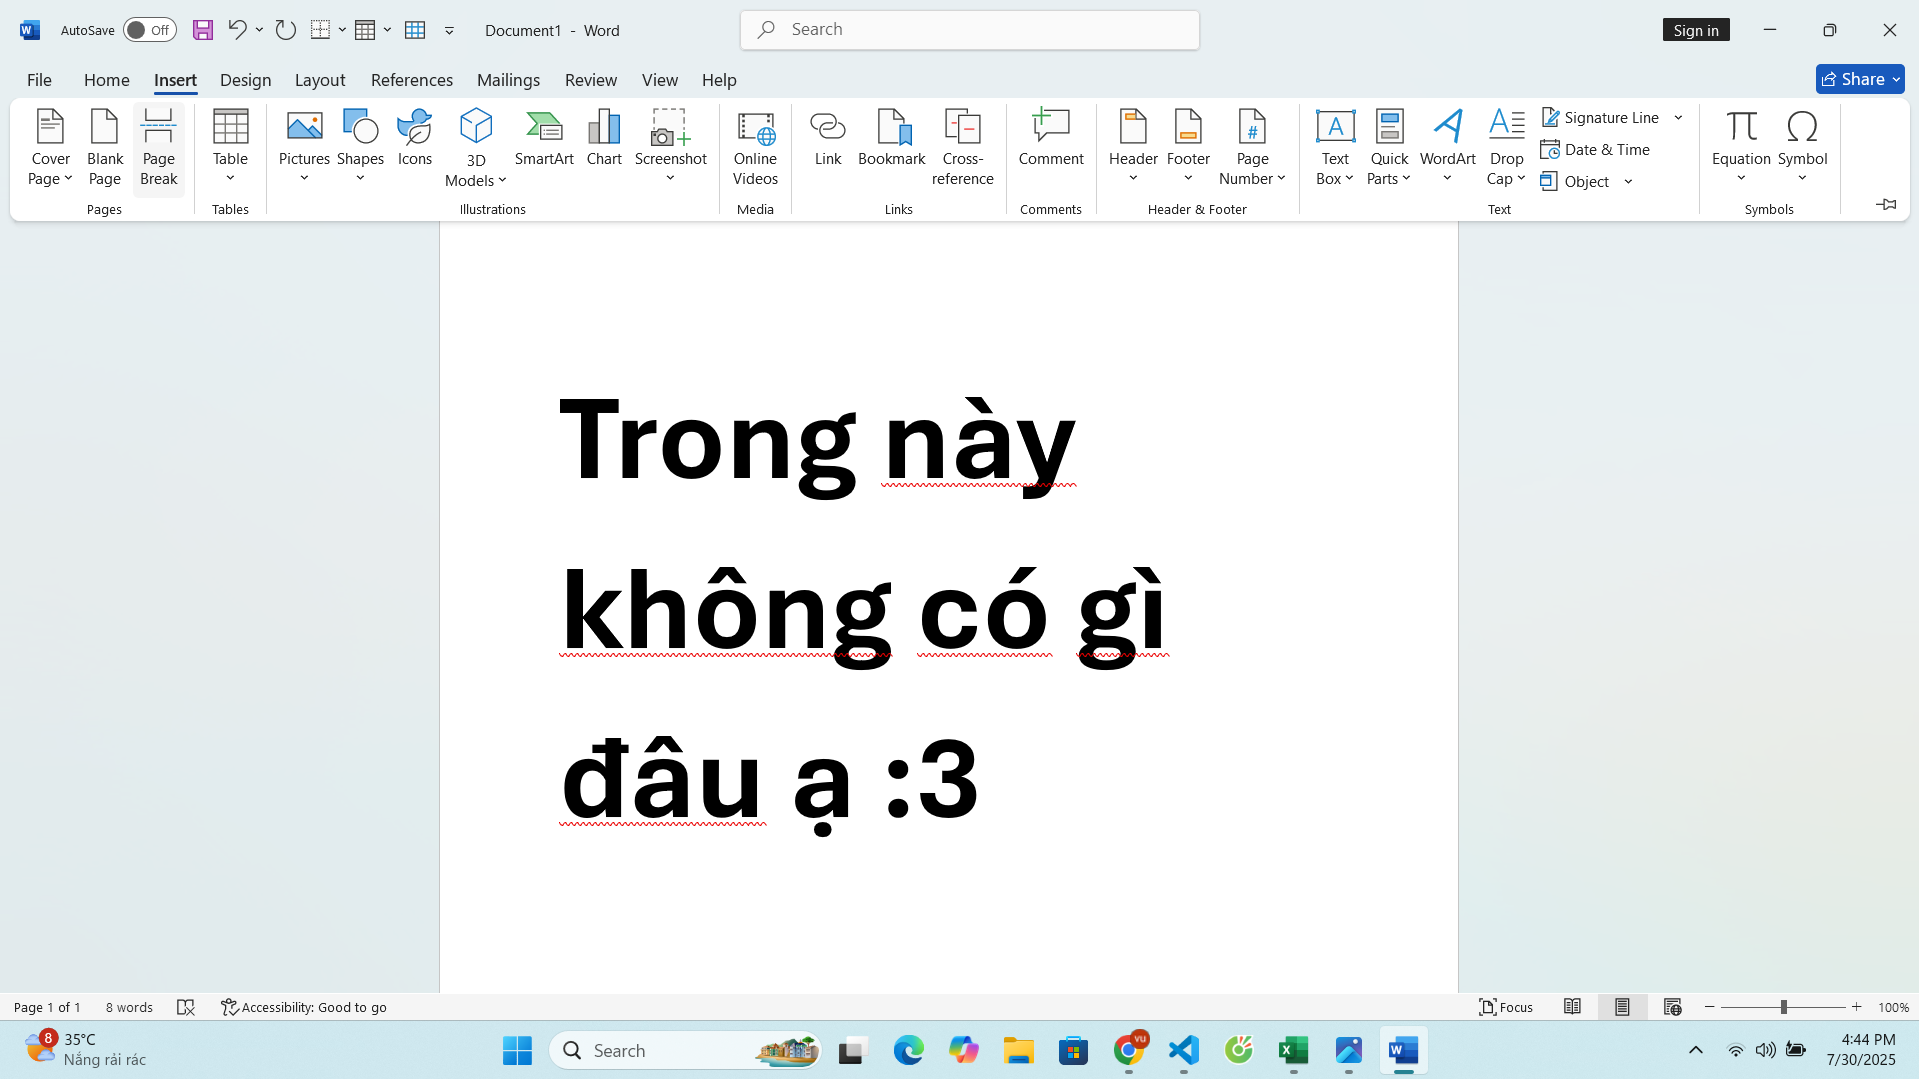 AutoSave Off Document1 - Word Search Sign in
File Home Insert Design Layout References Mailings Review View Help Share
Cover Page Blank Page Page Break Table Pictures Shapes Icons 3D Models SmartArt Chart Screenshot Online Videos Link Bookmark Cross-reference Comment Header Footer Page Number Text Box Quick Parts WordArt Drop Cap Signature Line Date & Time Object Equation Symbol
Pages Tables Illustrations Media Links Comments Header & Footer Text Symbols
Trong này
không có gì
đâu ạ :3
Page 1 of 1 8 words Accessibility: Good to go Focus 100%
8 35°C Search vu 4:44 PM
Nắng rải rác 7/30/2025